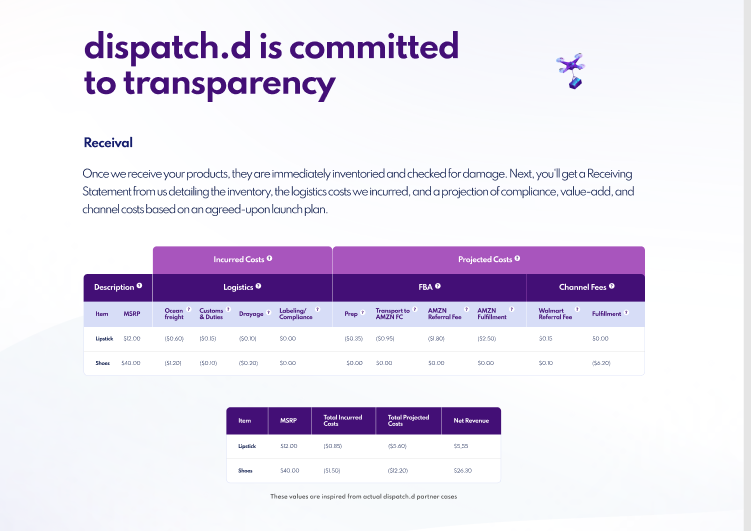 dispatch.d is committed
to transparency
Receival
Once we receive your products, they are immediately inventoried and checked for damage. Next, you'll get a Receiving
Statement from us detailing the inventory, the logistics costs we incurred, and a projection of compliance, value-add, and
channel costs based on an agreed-upon launch plan.
Incurred Costs ? Projected Costs ?
Description ? Logistics ? FBA ? Channel Fees ?
Item MSRP Ocean freight ? Customs & Duties ? Drayage ? Labeling/ Compliance ? Prep ? Transport to AMZN FC ? AMZN Referral Fee ? AMZN Fulfillment ? Walmart Referral Fee ? Fulfillment ?
Lipstick $12.00 ($0.60) ($0.15) ($0.10) $0.00 ($0.35) ($0.95) ($1.80) ($2.50) $0.15 $0.00
Shoes $40.00 ($1.20) ($0.10) ($0.20) $0.00 $0.00 $0.00 $0.00 $0.00 $0.10 ($6.20)
Item MSRP Total Incurred Costs Total Projected Costs Net Revenue
Lipstick $12.00 ($0.85) ($5.60) $5,55
Shoes $40.00 ($1.50) ($12.20) $26.30
These values are inspired from actual dispatch.d partner cases